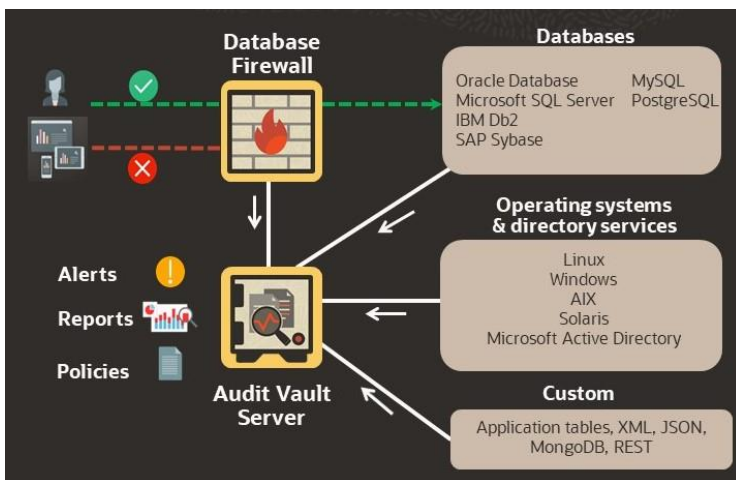 Database
Firewall
Databases
Oracle Database
Microsoft SQL Server
IBM Db2
SAP Sybase
MySQL
PostgreSQL
Operating systems
& directory services
Linux
Windows
AIX
Solaris
Microsoft Active Directory
Alerts
Reports
Policies
Audit Vault
Server
Custom
Application tables, XML, JSON,
MongoDB, REST